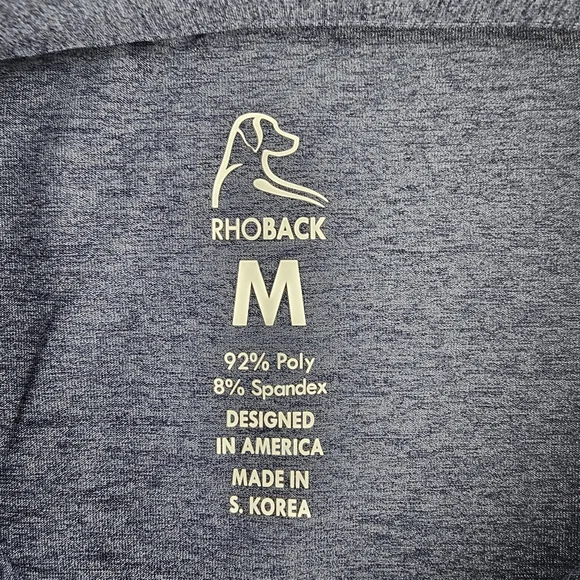 RHOBACK
M
92% Poly
8% Spandex
DESIGNED
IN AMERICA
MADE IN
S. KOREA